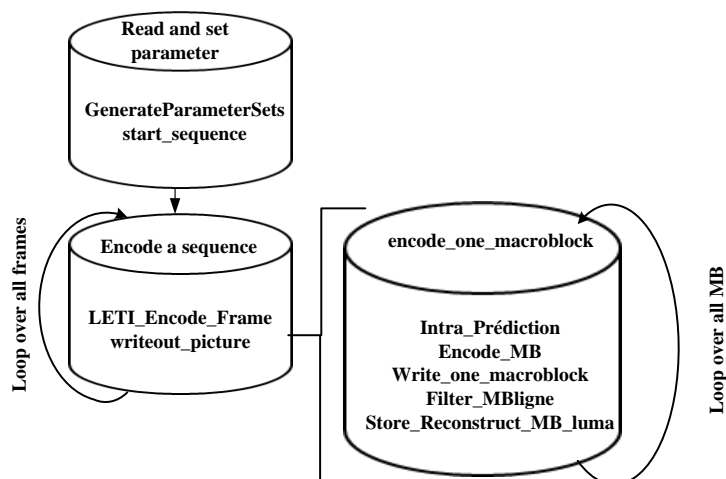 Read and set
parameter
GenerateParameterSets
start_sequence
Loop over all frames
Encode a sequence
LETI_Encode_Frame
writeout_picture
encode_one_macroblock
Intra_Prédiction
Encode_MB
Write_one_macroblock
Filter_MBligne
Store_Reconstruct_MB_luma
Loop over all MB